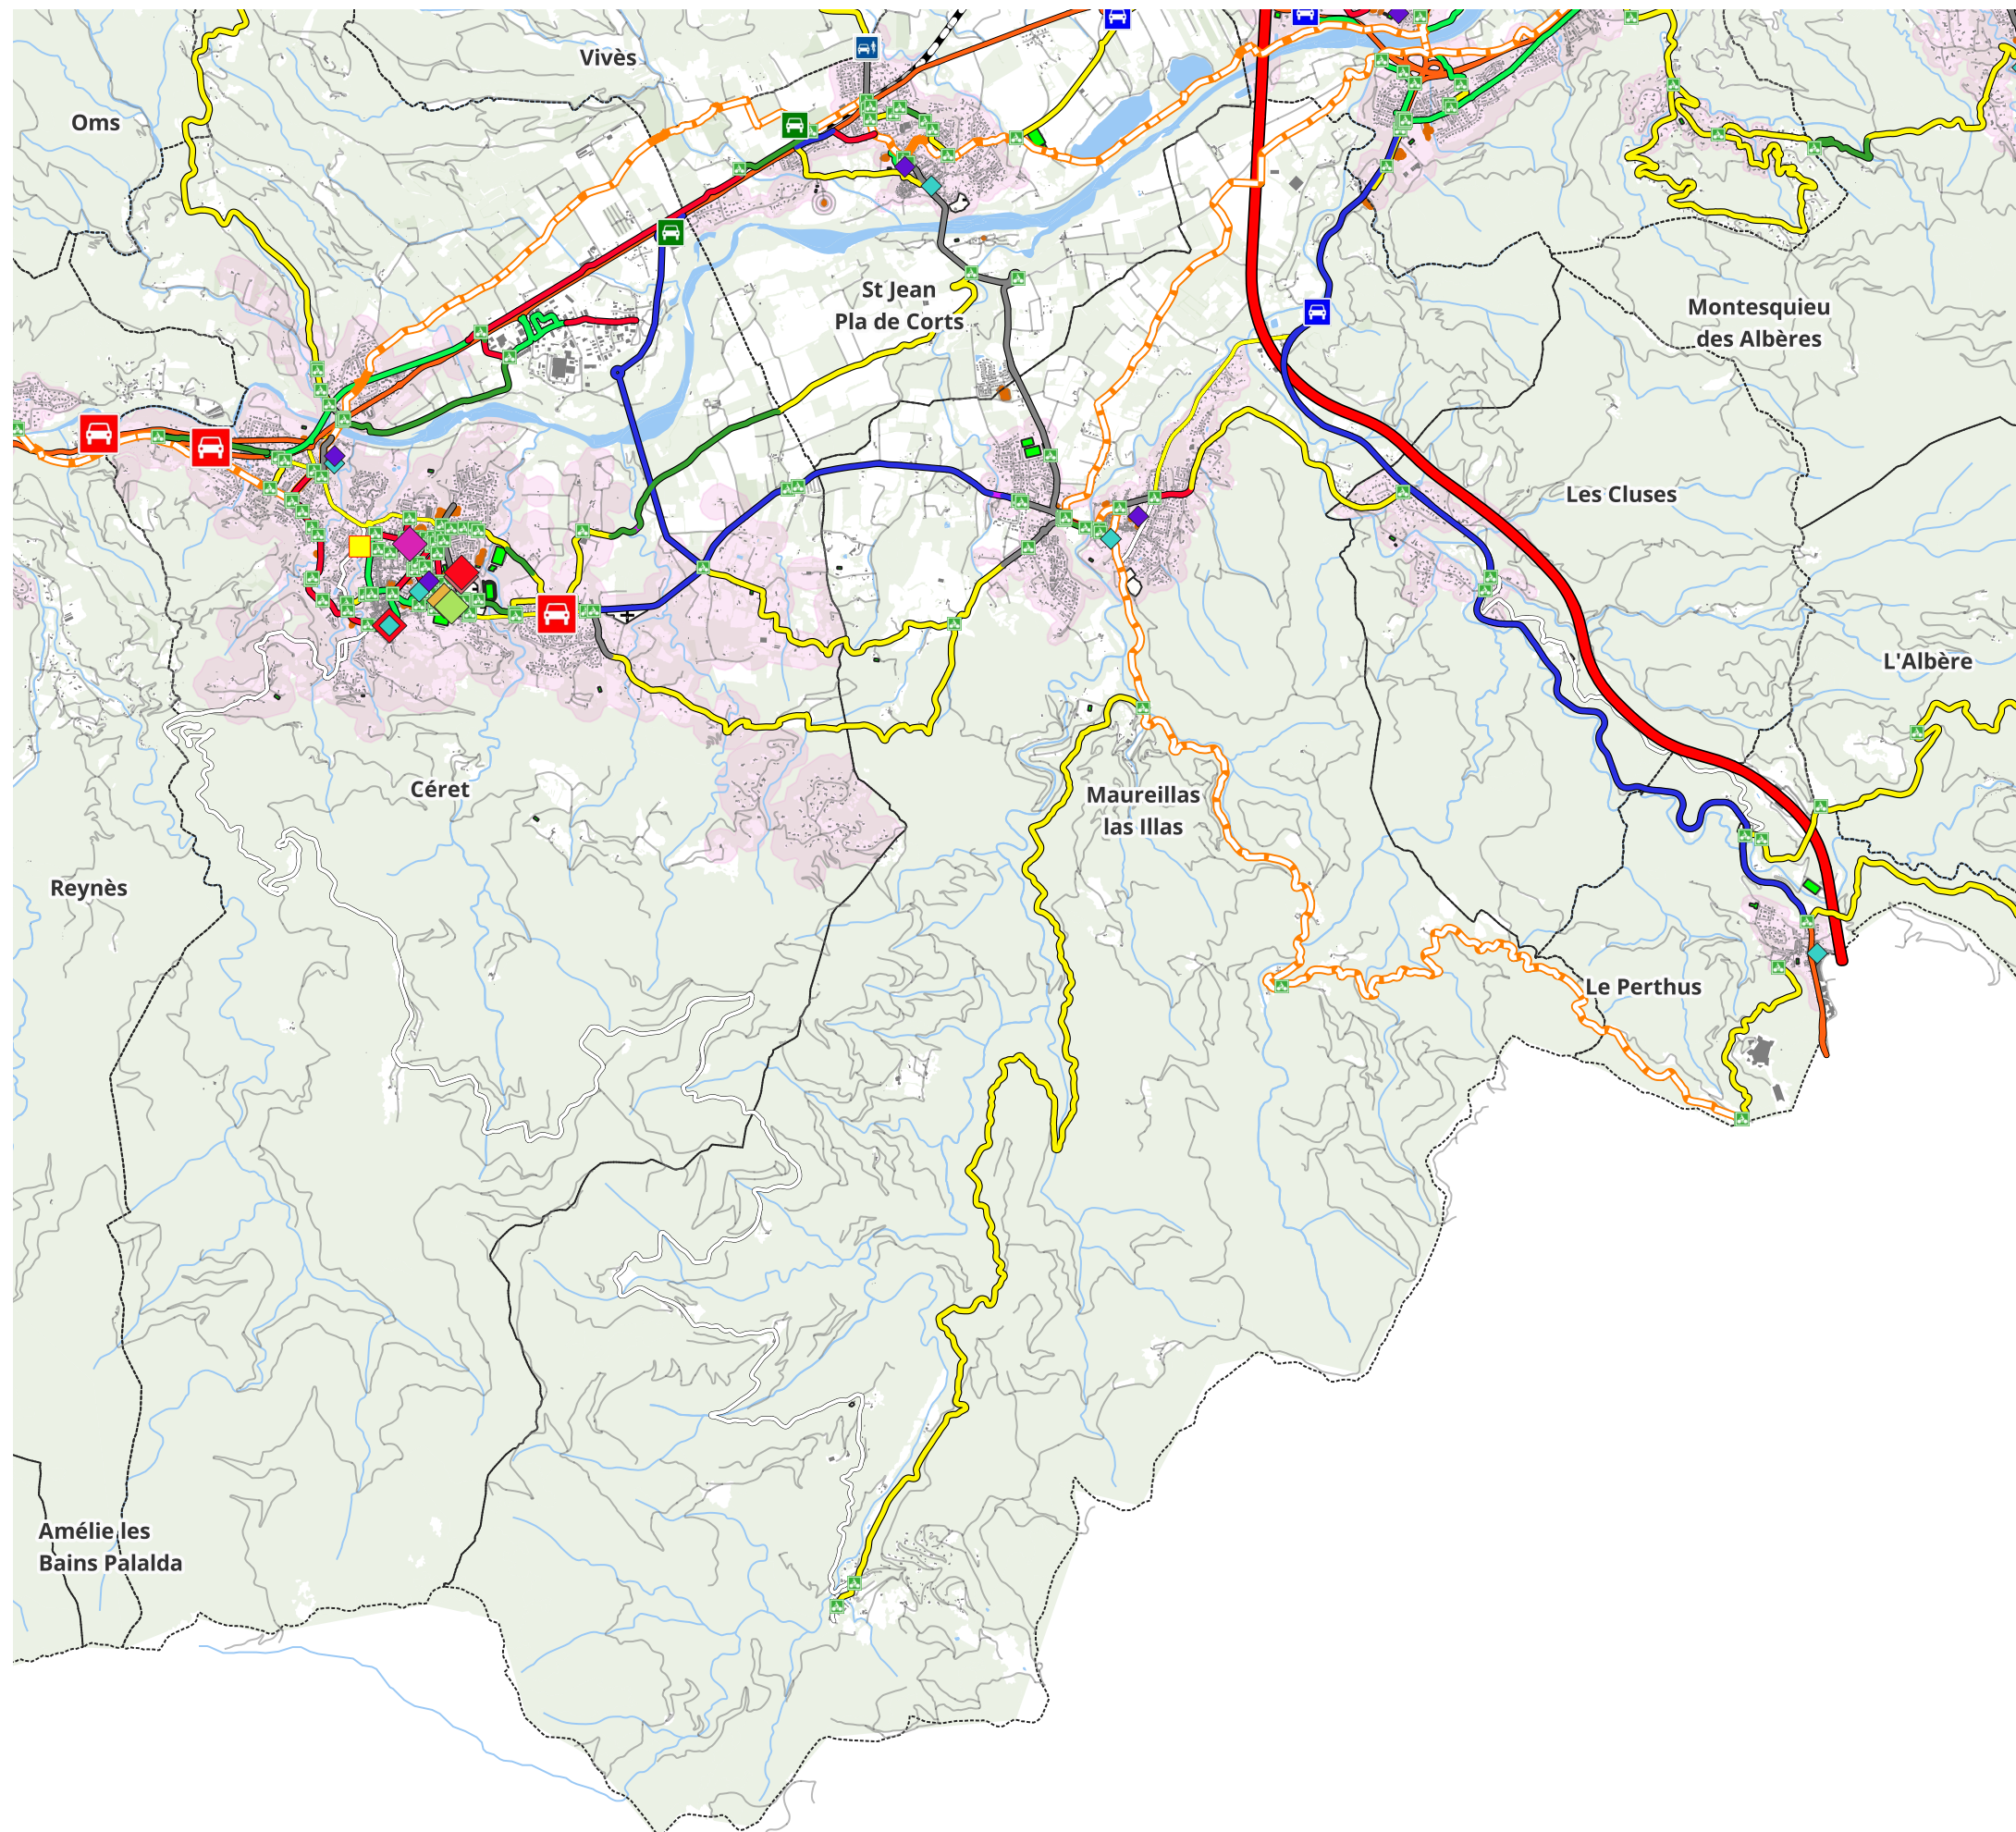 Vivès
Oms
St Jean
Pla de Corts
Montesquieu
des Albères
Les Cluses
L'Albère
Céret
Maureillas
las Illas
Reynès
Le Perthus
Amélie les
Bains Palalda